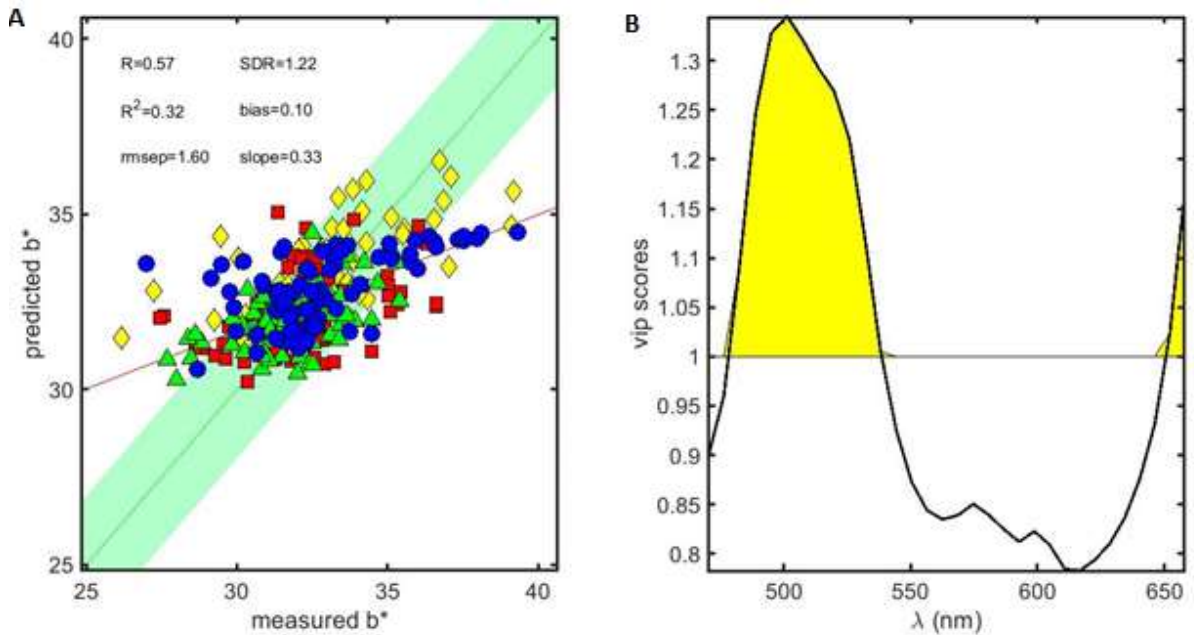 A
R=0.57 SDR=1.22
R²=0.32 bias=0.10
rmsep=1.60 slope=0.33
predicted b*
40
35
30
25
25 30 35 40
measured b*
B
vip scores
1.3
1.25
1.2
1.15
1.1
1.05
1
0.95
0.9
0.85
0.8
500 550 600 650
λ (nm)